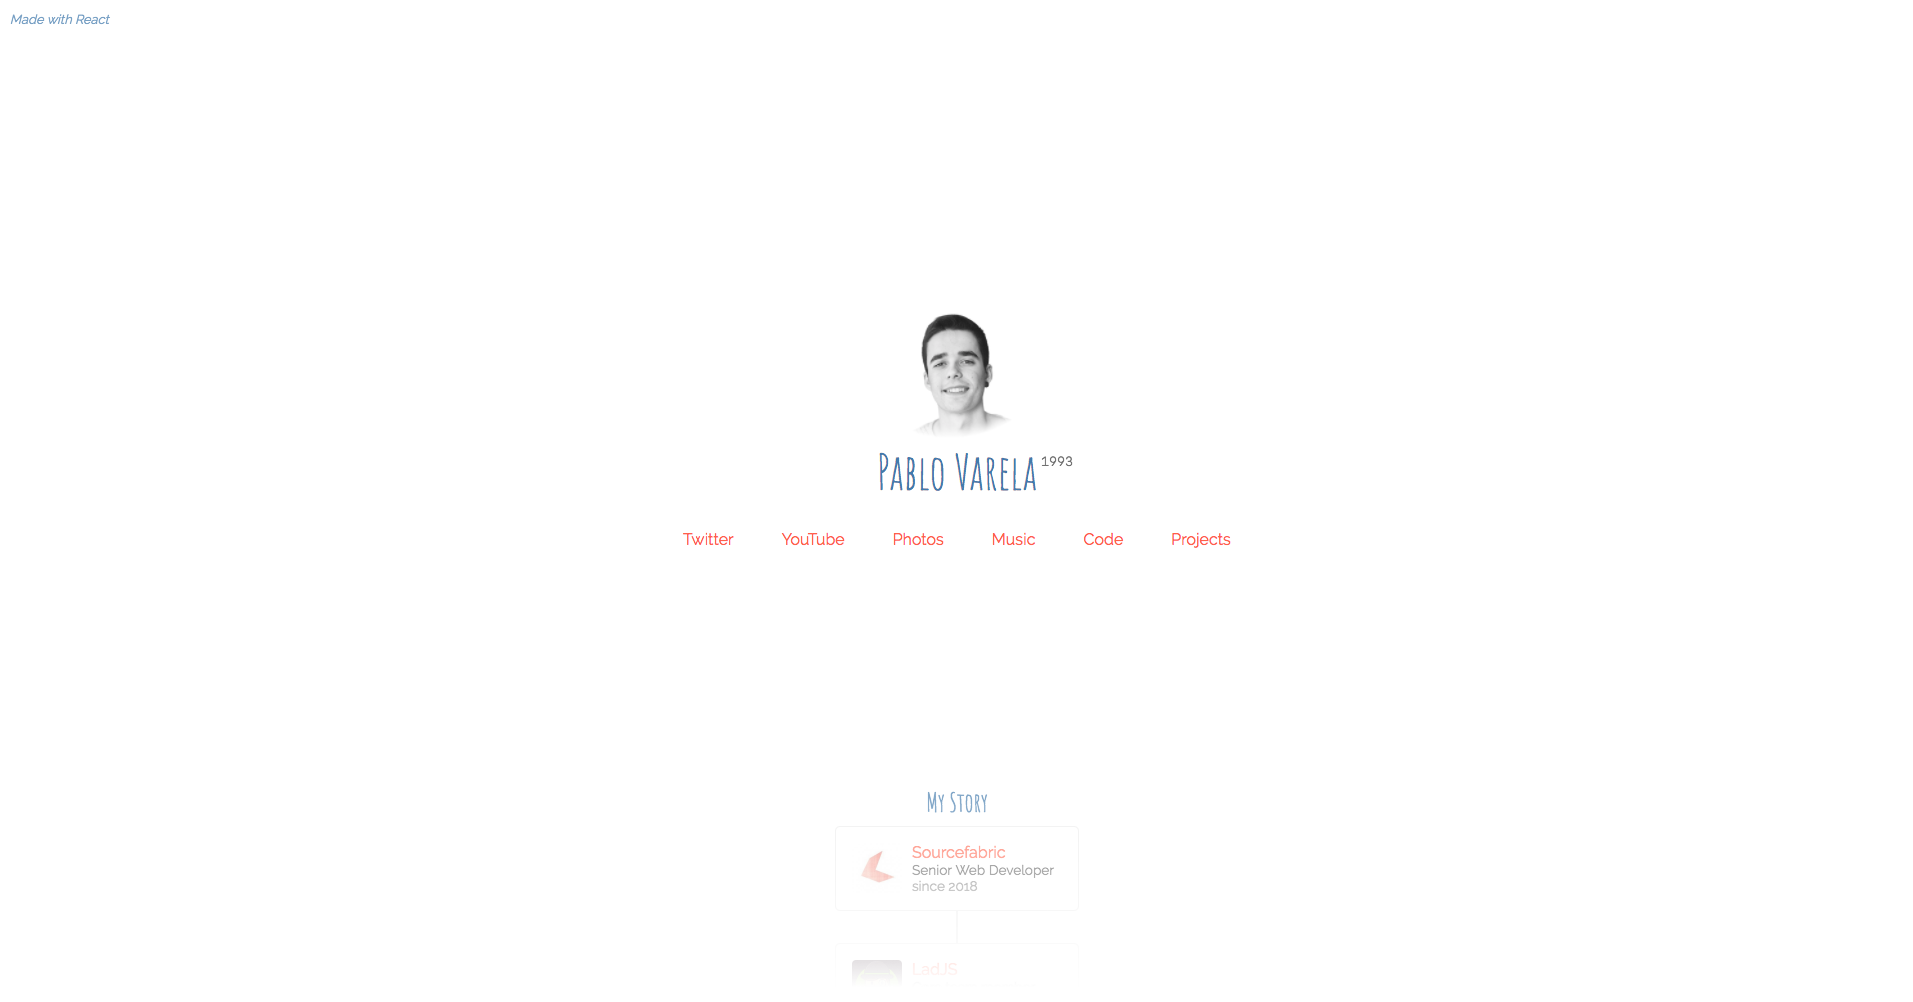 Made with React
Pablo Varela 1993
Twitter YouTube Photos Music Code Projects
My Story
Sourcefabric
Senior Web Developer
since 2018
LadJS